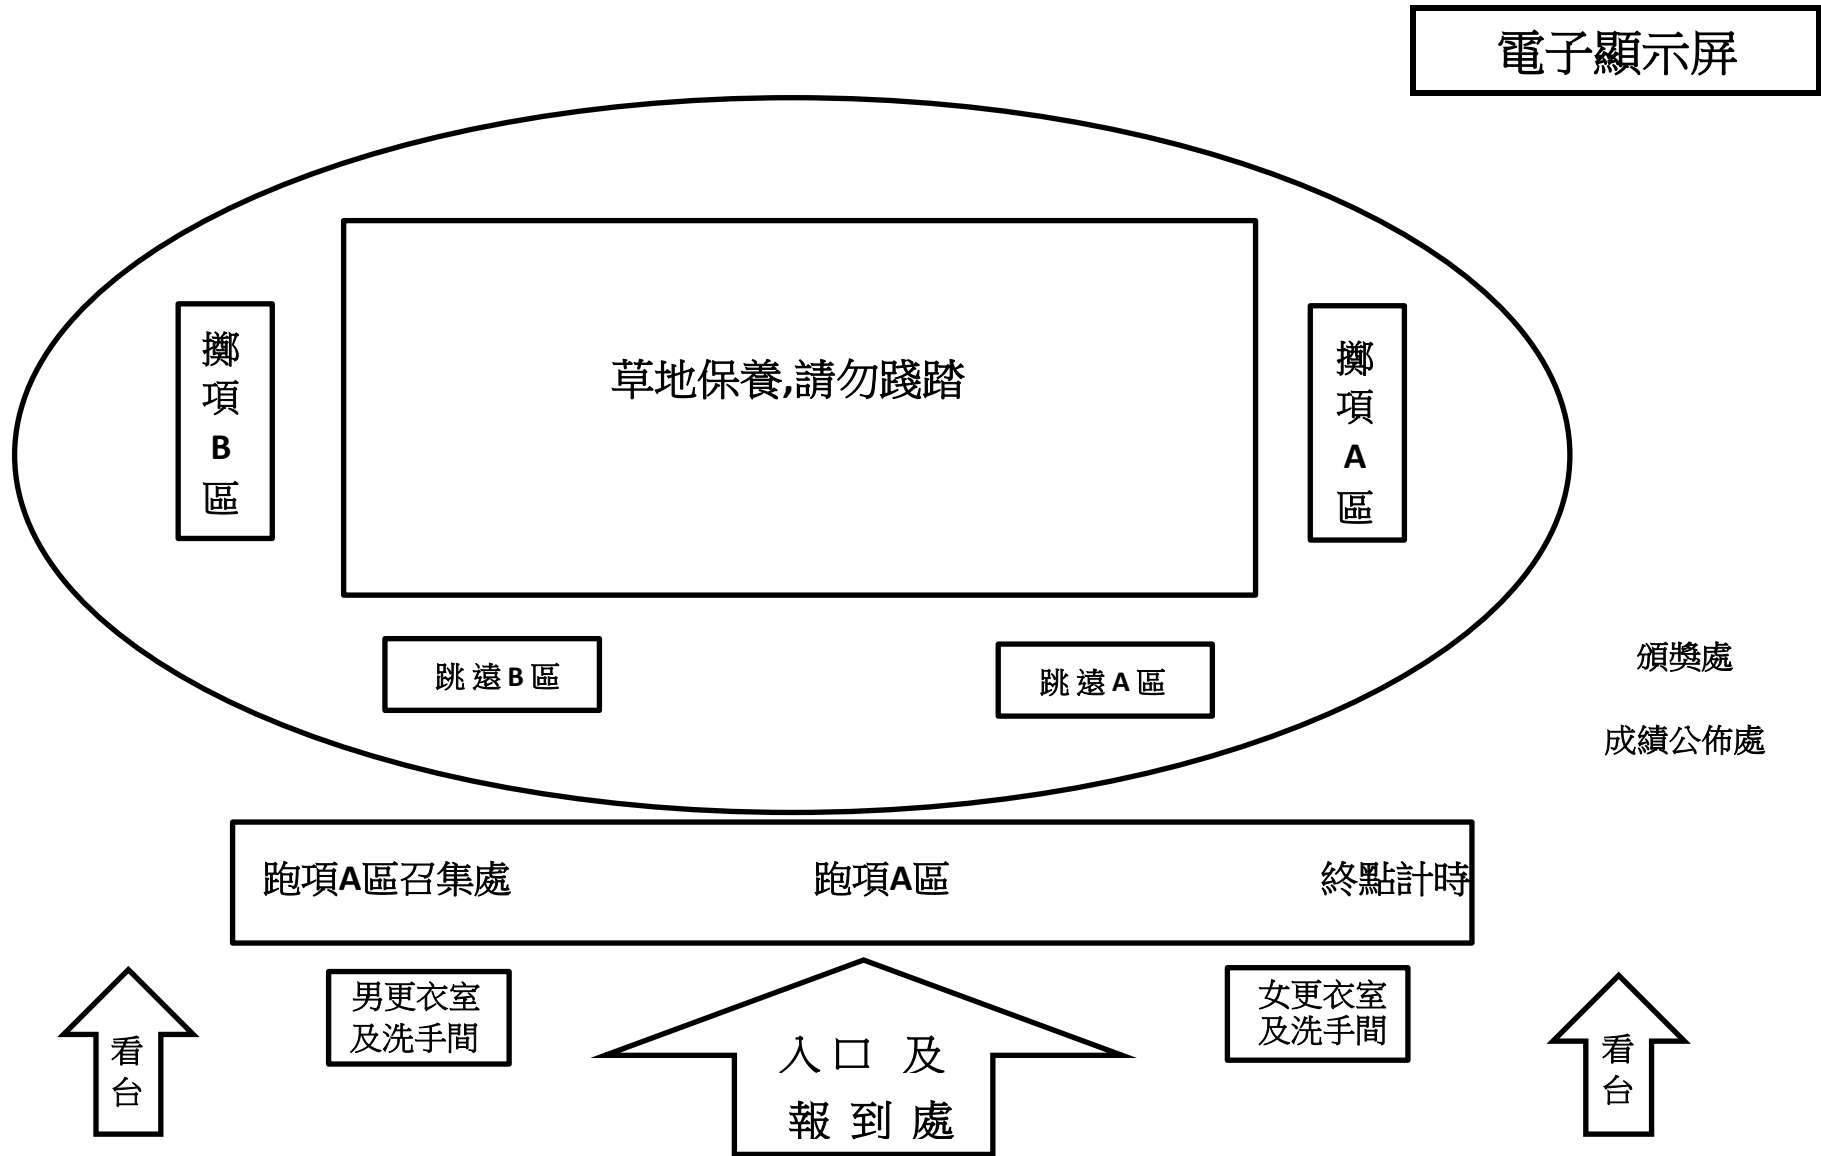 電子顯示屏
擲
項
B
區
草地保養,請勿踐踏
擲
項
A
區
跳 遠 B 區
跳 遠 A 區
頒獎處
成績公佈處
跑項A區召集處
跑項A區
終點計時
男更衣室
及洗手間
女更衣室
及洗手間
看
台
入 口 及
報 到 處
看
台